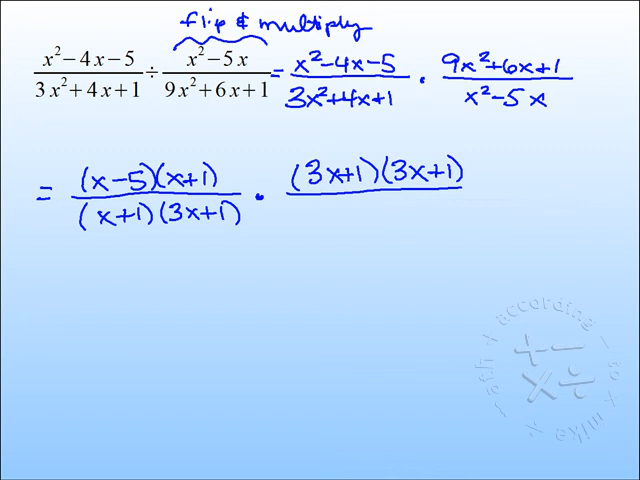 flip & multiply
(x² − 4x − 5)/(3x² + 4x + 1) ÷ (x² − 5x)/(9x² + 6x + 1) = (x² − 4x − 5)/(3x² + 4x + 1) · (9x² + 6x + 1)/(x² − 5x)
= (x − 5)(x + 1)/(x + 1)(3x + 1) · (3x + 1)(3x + 1)
according – to x mike x
+ −
× ÷